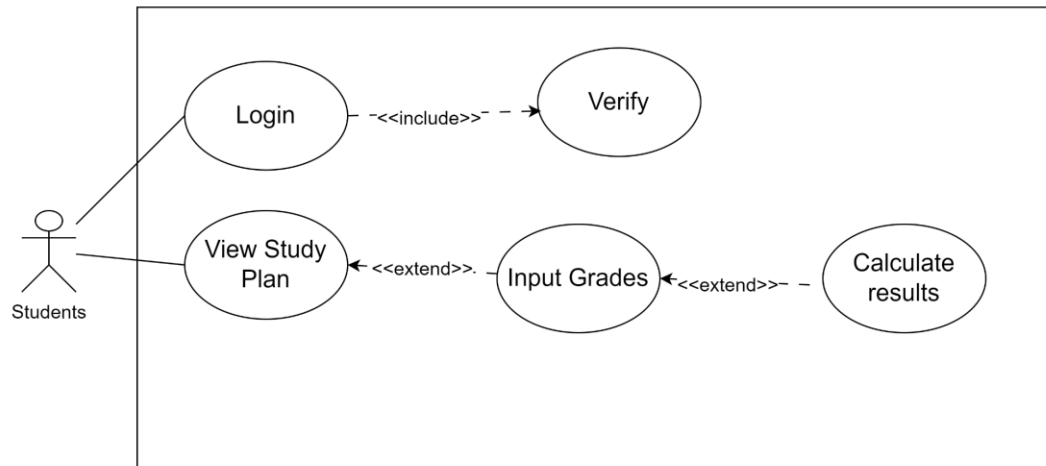 Login
<<include>>
Verify
View Study
Plan
<<extend>>
Input Grades
<<extend>>
Calculate
results
Students